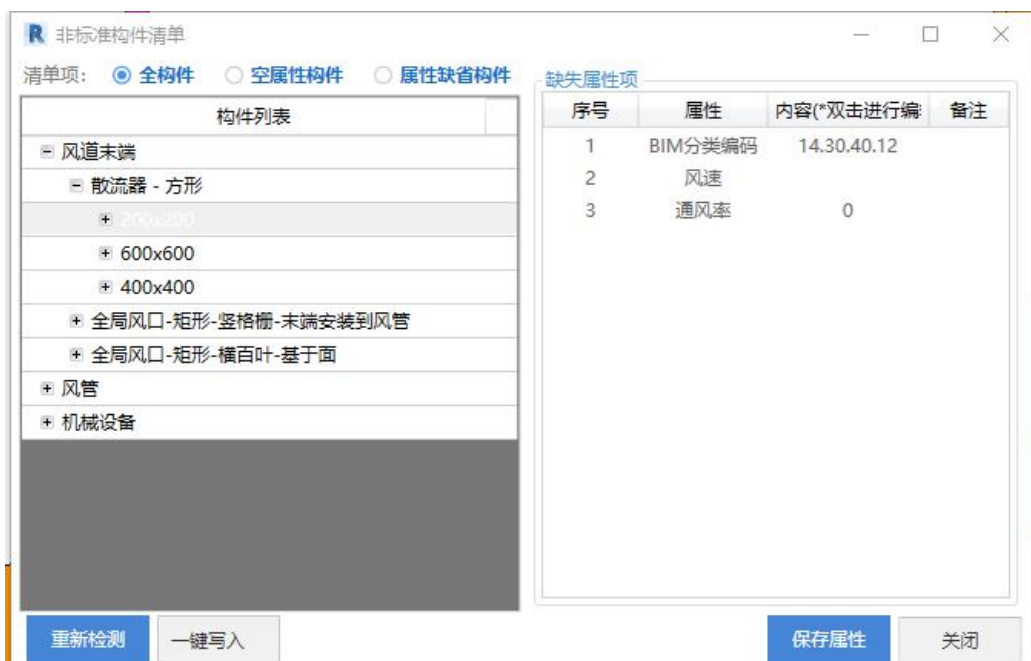 非标准构件清单
清单项： 全构件 空属性构件 属性缺省构件
构件列表
风道末端
散流器 - 方形
200x200
600x600
400x400
全局风口-矩形-竖格栅-末端安装到风管
全局风口-矩形-横百叶-基于面
风管
机械设备
缺失属性项
序号 属性 内容(*双击进行编 备注
1 BIM分类编码 14.30.40.12
2 风速
3 通风率 0
重新检测 一键写入 保存属性 关闭